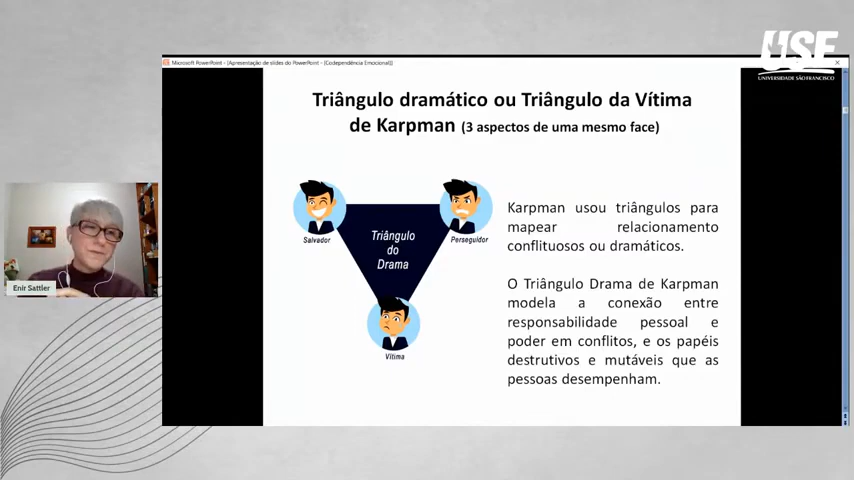 USF
UNIVERSIDADE SÃO FRANCISCO
Microsoft PowerPoint - [Apresentação de slides do PowerPoint - [Codependência Emocional]]
Triângulo dramático ou Triângulo da Vítima
de Karpman (3 aspectos de uma mesmo face)
Salvador
Perseguidor
Triângulo
do
Drama
Vítima
Karpman usou triângulos para
mapear relacionamento
conflituosos ou dramáticos.
O Triângulo Drama de Karpman
modela a conexão entre
responsabilidade pessoal e
poder em conflitos, e os papéis
destrutivos e mutáveis que as
pessoas desempenham.
Enir Sattler